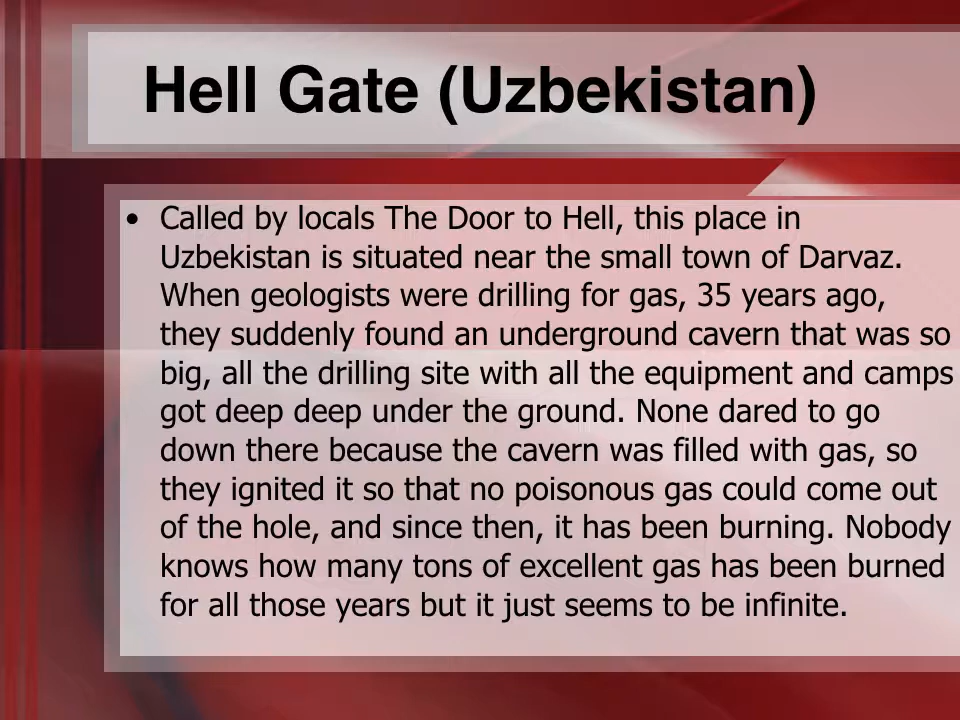 Hell Gate (Uzbekistan)
• Called by locals The Door to Hell, this place in
Uzbekistan is situated near the small town of Darvaz.
When geologists were drilling for gas, 35 years ago,
they suddenly found an underground cavern that was so
big, all the drilling site with all the equipment and camps
got deep deep under the ground. None dared to go
down there because the cavern was filled with gas, so
they ignited it so that no poisonous gas could come out
of the hole, and since then, it has been burning. Nobody
knows how many tons of excellent gas has been burned
for all those years but it just seems to be infinite.